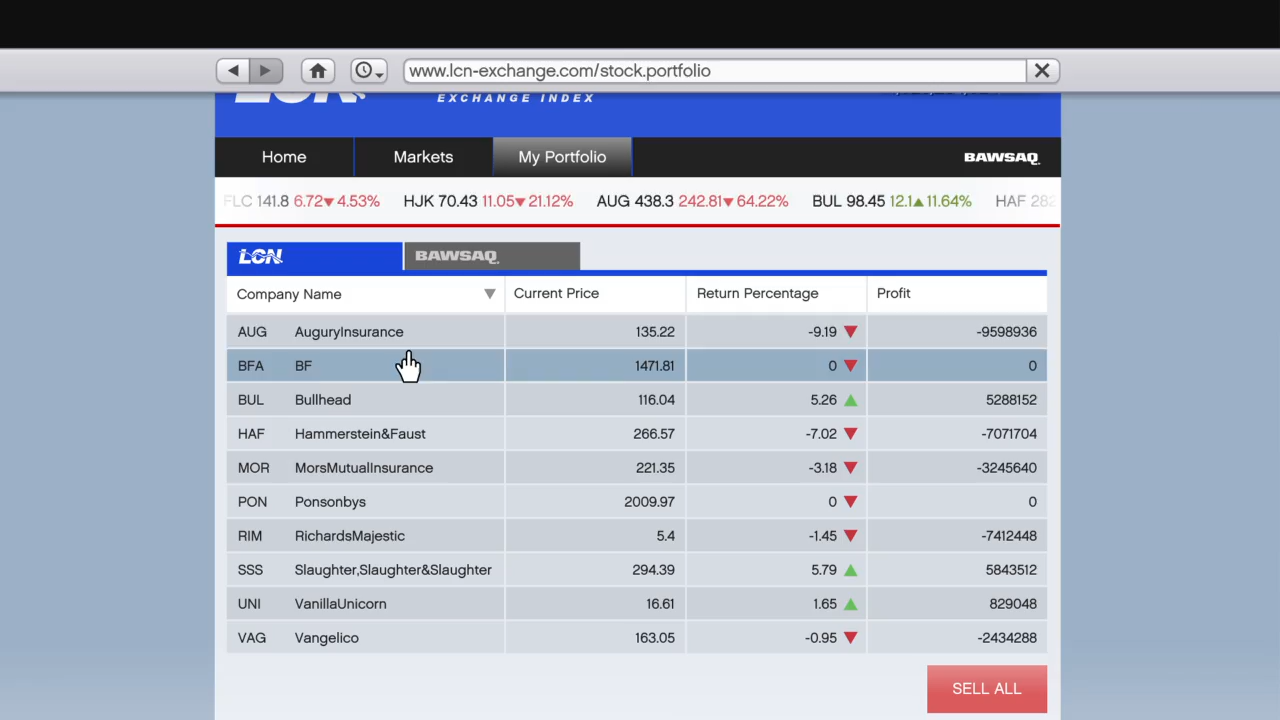 www.lcn-exchange.com/stock.portfolio
LCN
EXCHANGE INDEX
Home Markets My Portfolio BAWSAQ
FLC 141.8 6.72▼4.53% HJK 70.43 11.05▼21.12% AUG 438.3 242.81▼64.22% BUL 98.45 12.1▲11.64% HAF 282
LCN BAWSAQ
Company Name ▼ Current Price Return Percentage Profit
AUG AuguryInsurance 135.22 -9.19 ▼ -9598936
BFA BF 1471.81 0 ▼ 0
BUL Bullhead 116.04 5.26 ▲ 5288152
HAF Hammerstein&Faust 266.57 -7.02 ▼ -7071704
MOR MorsMutualInsurance 221.35 -3.18 ▼ -3245640
PON Ponsonbys 2009.97 0 ▼ 0
RIM RichardsMajestic 5.4 -1.45 ▼ -7412448
SSS Slaughter,Slaughter&Slaughter 294.39 5.79 ▲ 5843512
UNI VanillaUnicorn 16.61 1.65 ▲ 829048
VAG Vangelico 163.05 -0.95 ▼ -2434288
SELL ALL